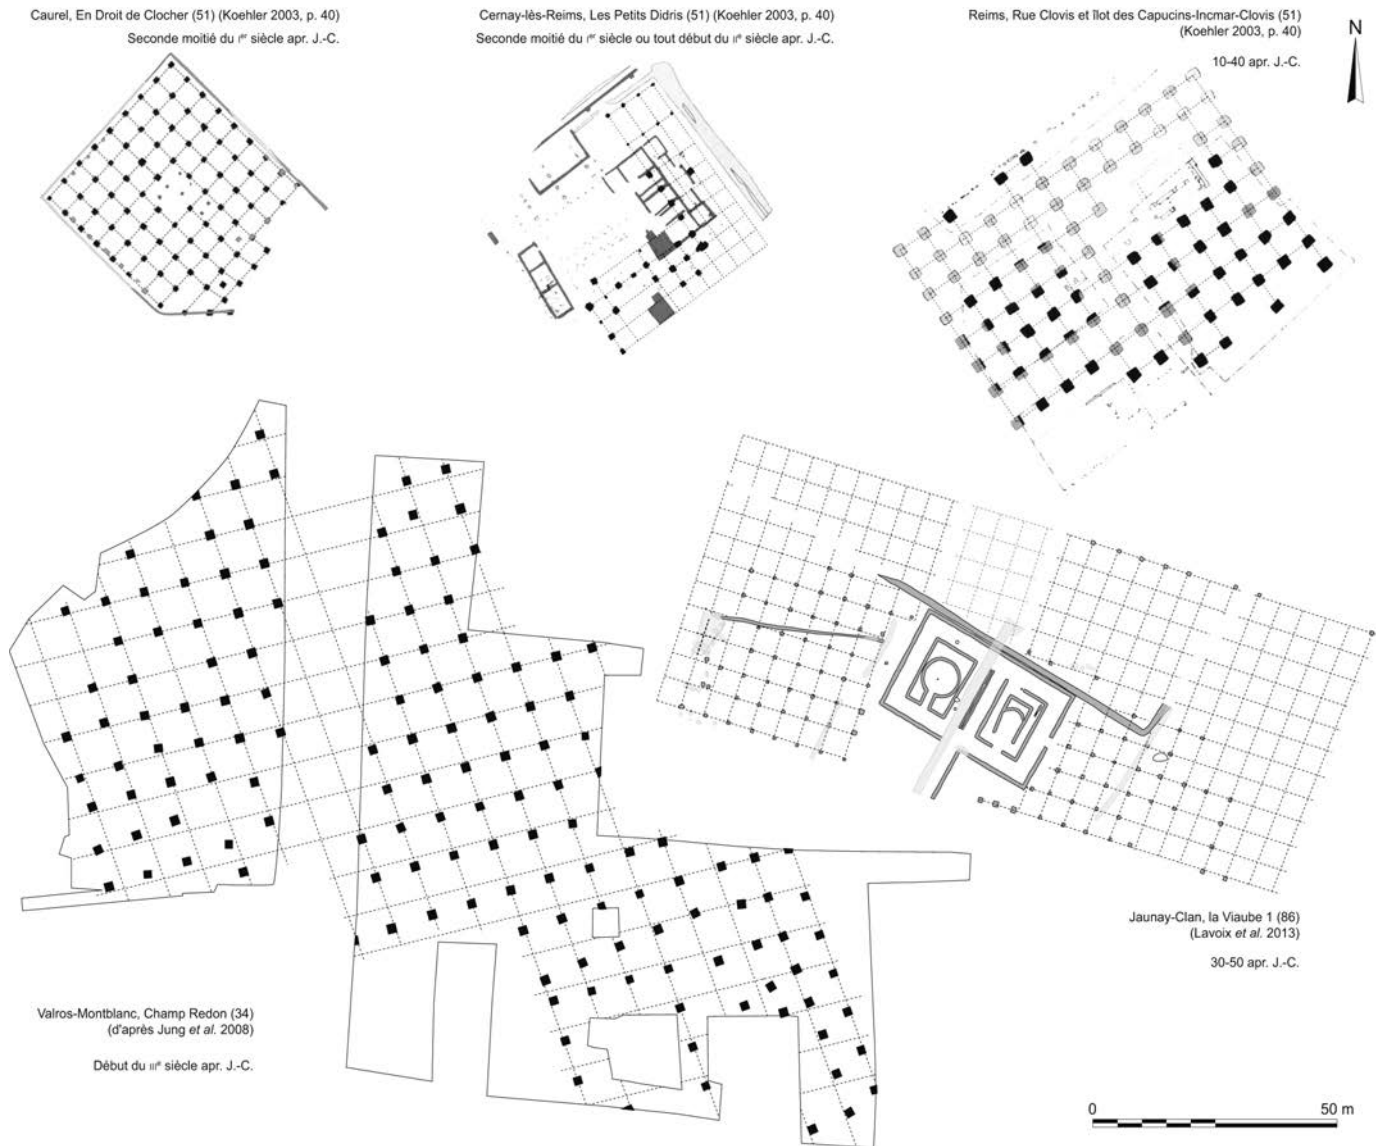 Caurel, En Droit de Clocher (51) (Koehler 2003, p. 40)
Seconde moitié du Iᵉʳ siècle apr. J.-C.
Cernay-lès-Reims, Les Petits Didris (51) (Koehler 2003, p. 40)
Seconde moitié du Iᵉʳ siècle ou tout début du IIᵉ siècle apr. J.-C.
Reims, Rue Clovis et îlot des Capucins-Incmar-Clovis (51)
(Koehler 2003, p. 40)
10-40 apr. J.-C.
N
Jaunay-Clan, la Viaube 1 (86)
(Lavoix et al. 2013)
30-50 apr. J.-C.
Valros-Montblanc, Champ Redon (34)
(d'après Jung et al. 2008)
Début du IIIᵉ siècle apr. J.-C.
0 50 m